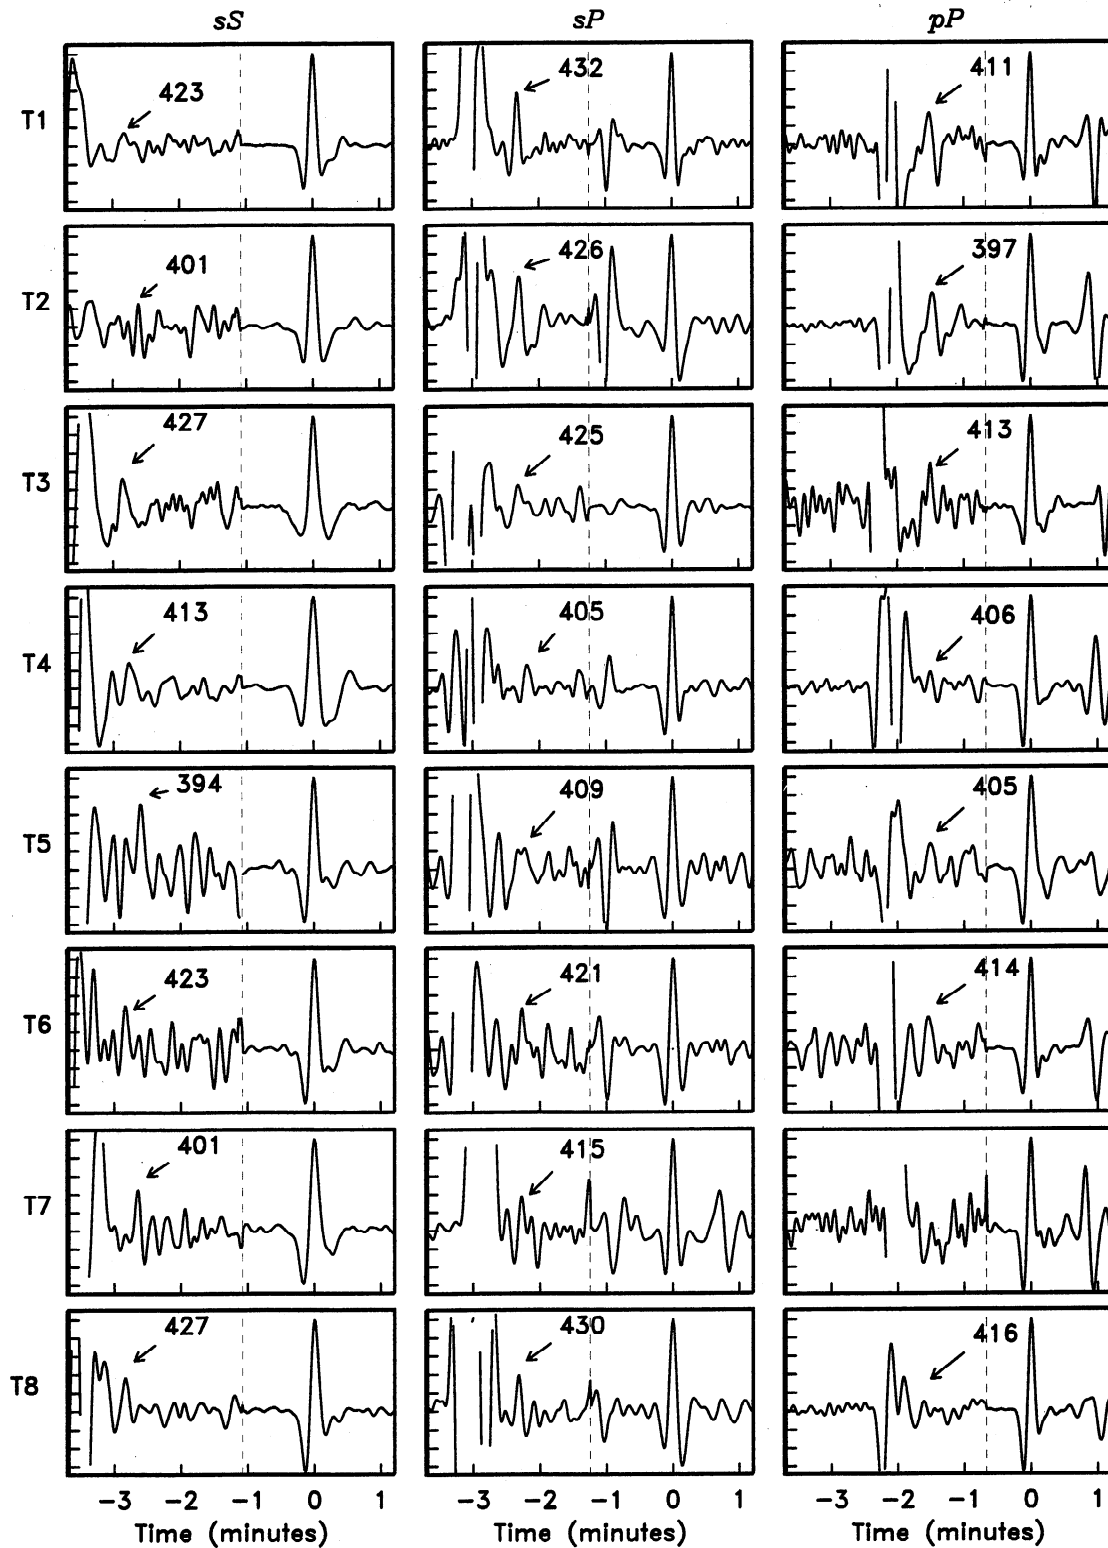 sS sP pP
T1 423 432 411
T2 401 426 397
T3 427 425 413
T4 413 405 406
T5 394 409 405
T6 423 421 414
T7 401 415
T8 427 430 416
-3 -2 -1 0 1 -3 -2 -1 0 1 -3 -2 -1 0 1
Time (minutes) Time (minutes) Time (minutes)